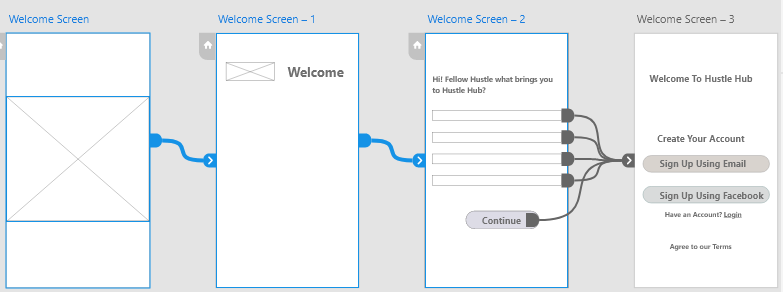 Welcome Screen
Welcome Screen – 1
Welcome
Welcome Screen – 2
Hi! Fellow Hustle what brings you
to Hustle Hub?
Continue
Welcome Screen – 3
Welcome To Hustle Hub
Create Your Account
Sign Up Using Email
Sign Up Using Facebook
Have an Account? Login
Agree to our Terms